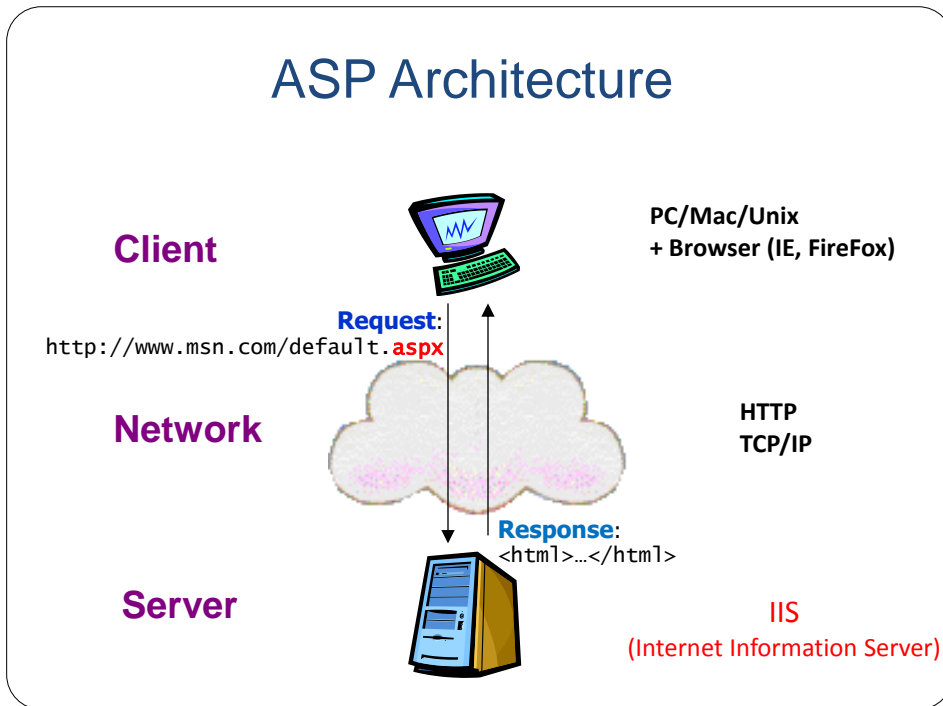 ASP Architecture
Client
PC/Mac/Unix
+ Browser (IE, FireFox)
Request:
http://www.msn.com/default.aspx
Network
HTTP
TCP/IP
Response:
<html>…</html>
Server
IIS
(Internet Information Server)